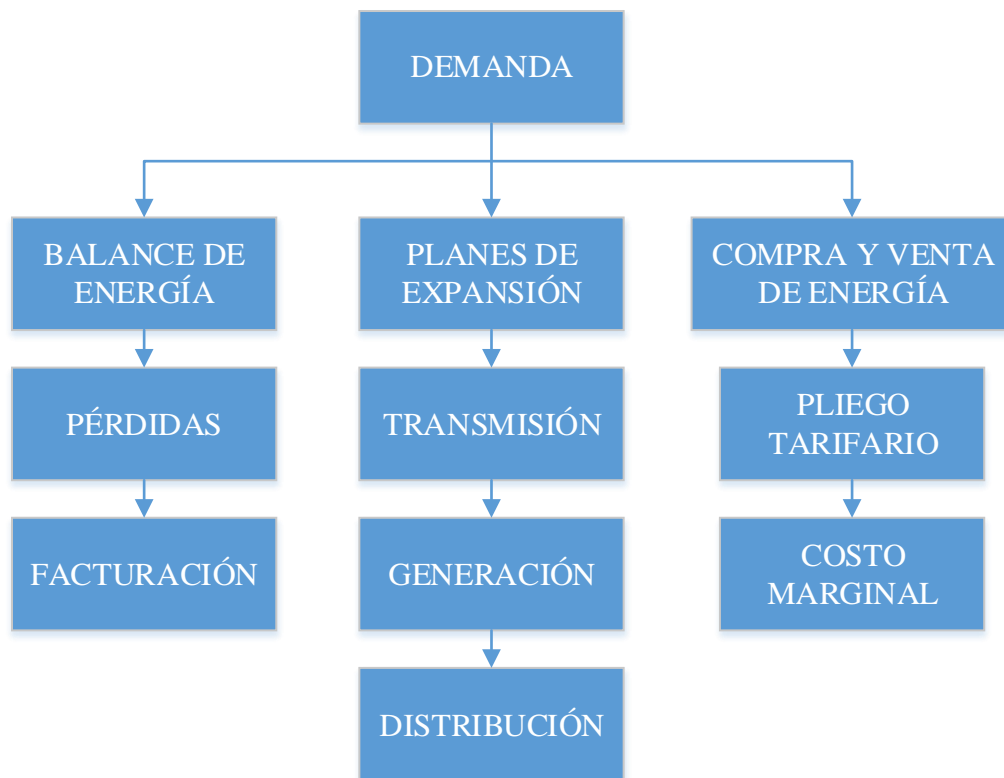 DEMANDA
BALANCE DE
ENERGÍA
PLANES DE
EXPANSIÓN
COMPRA Y VENTA
DE ENERGÍA
PÉRDIDAS
TRANSMISIÓN
PLIEGO
TARIFARIO
FACTURACIÓN
GENERACIÓN
COSTO
MARGINAL
DISTRIBUCIÓN